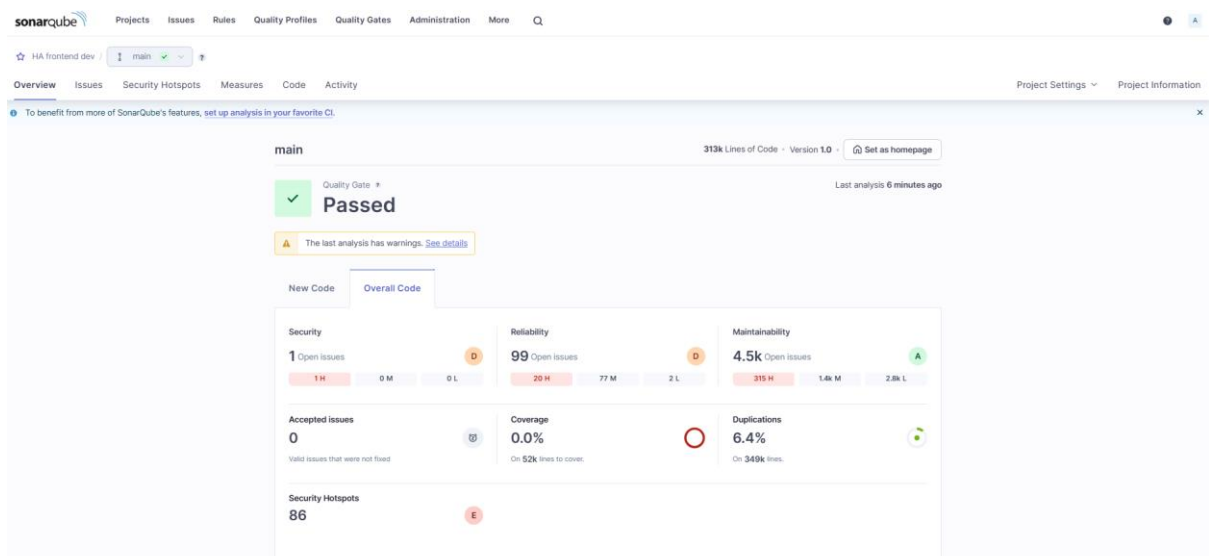 sonarqube Projects Issues Rules Quality Profiles Quality Gates Administration More ? A
HA frontend dev / main ?
Overview Issues Security Hotspots Measures Code Activity Project Settings Project Information
To benefit from more of SonarQube's features, set up analysis in your favorite CI.
main 313k Lines of Code · Version 1.0 · Set as homepage
Quality Gate ? Last analysis 6 minutes ago
Passed
The last analysis has warnings. See details
New Code Overall Code
Security Reliability Maintainability
1 Open issues D 99 Open issues D 4.5k Open issues A
1 H 0 M 0 L 20 H 77 M 2 L 315 H 1.4k M 2.8k L
Accepted issues Coverage Duplications
0 0.0% 6.4%
Valid issues that were not fixed On 52k lines to cover. On 349k lines.
Security Hotspots
86 E